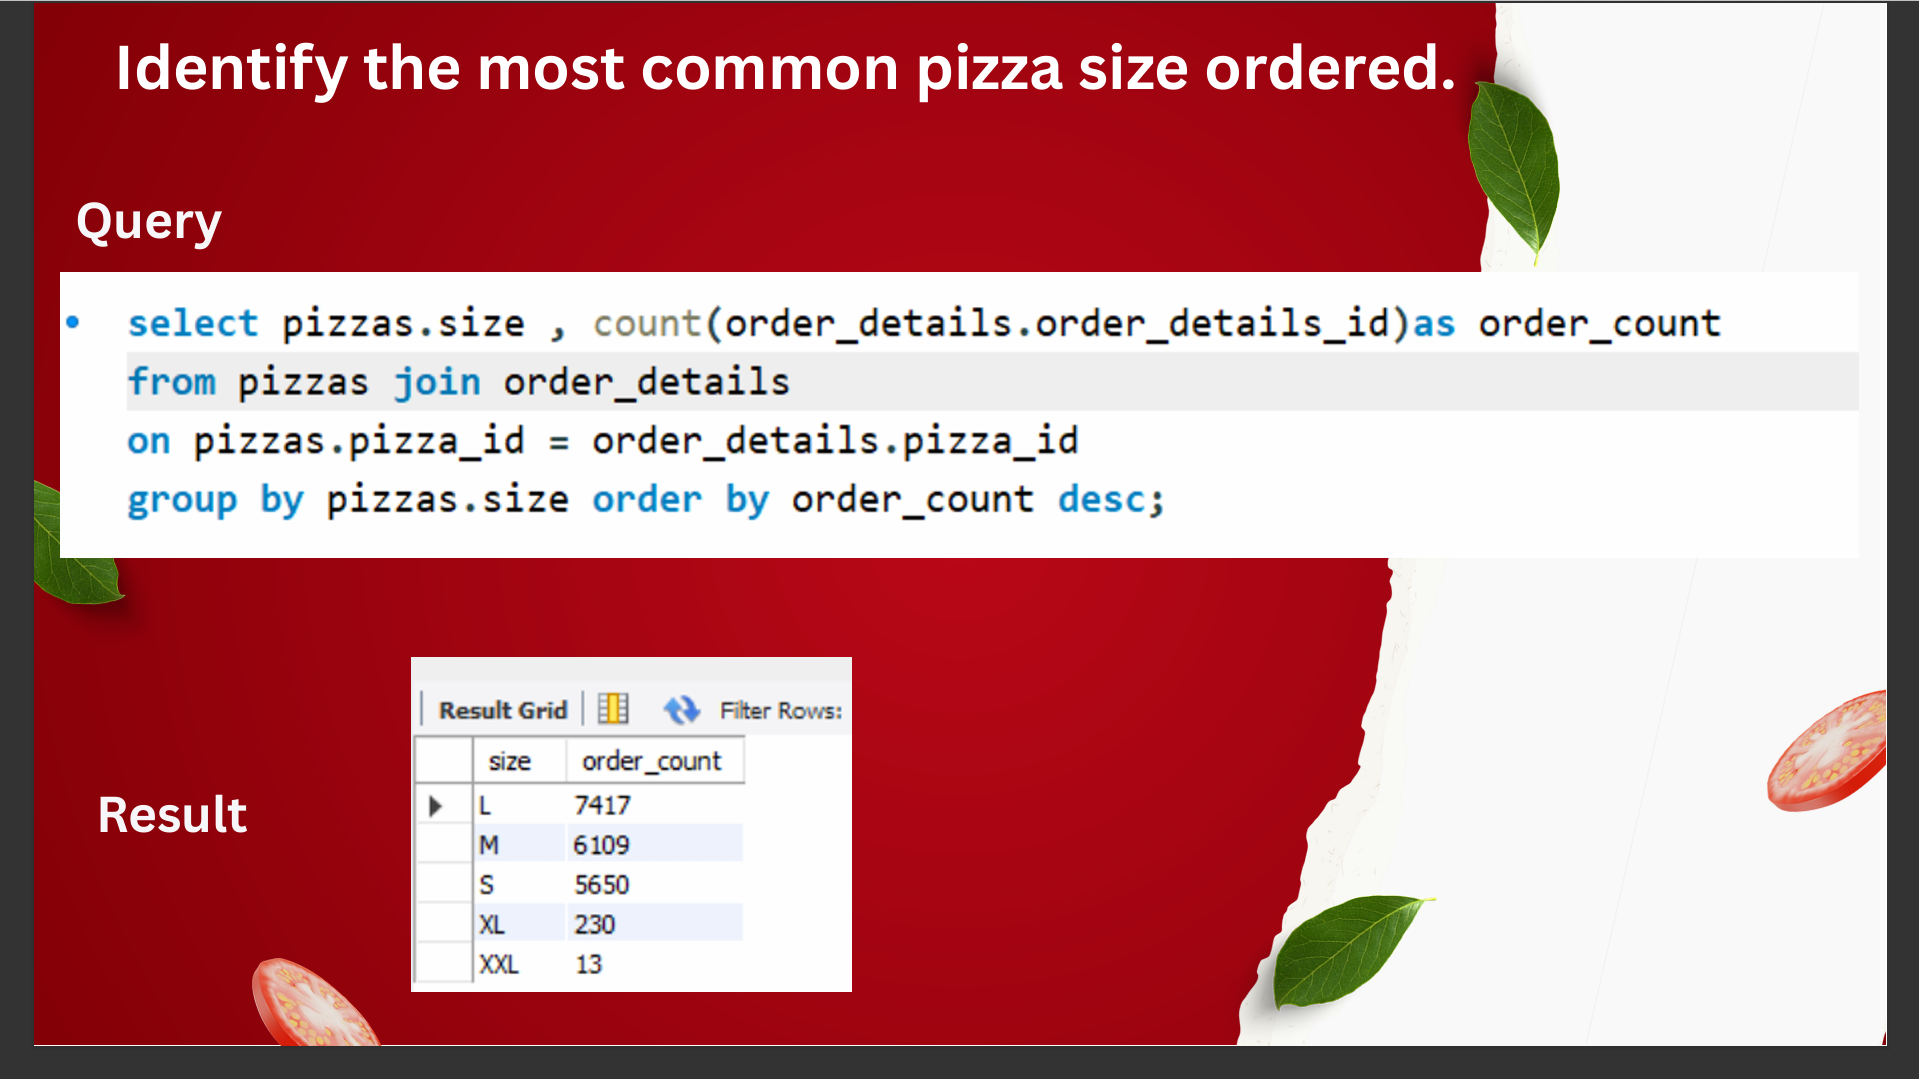 Identify the most common pizza size ordered.
Query
select pizzas.size , count(order_details.order_details_id)as order_count
from pizzas join order_details
on pizzas.pizza_id = order_details.pizza_id
group by pizzas.size order by order_count desc;
Result
Result Grid Filter Rows:
size order_count
L 7417
M 6109
S 5650
XL 230
XXL 13